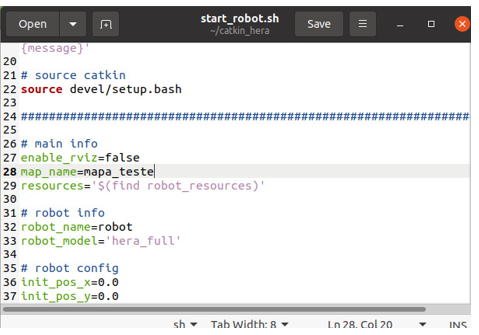 Open
start_robot.sh
~/catkin_hera
Save
{message}'
20
21 # source catkin
22 source devel/setup.bash
23
24 ################################################################
25
26 # main info
27 enable_rviz=false
28 map_name=mapa_teste
29 resources='$(find robot_resources)'
30
31 # robot info
32 robot_name=robot
33 robot_model='hera_full'
34
35 # robot config
36 init_pos_x=0.0
37 init_pos_y=0.0
sh Tab Width: 8 Ln 28, Col 20 INS